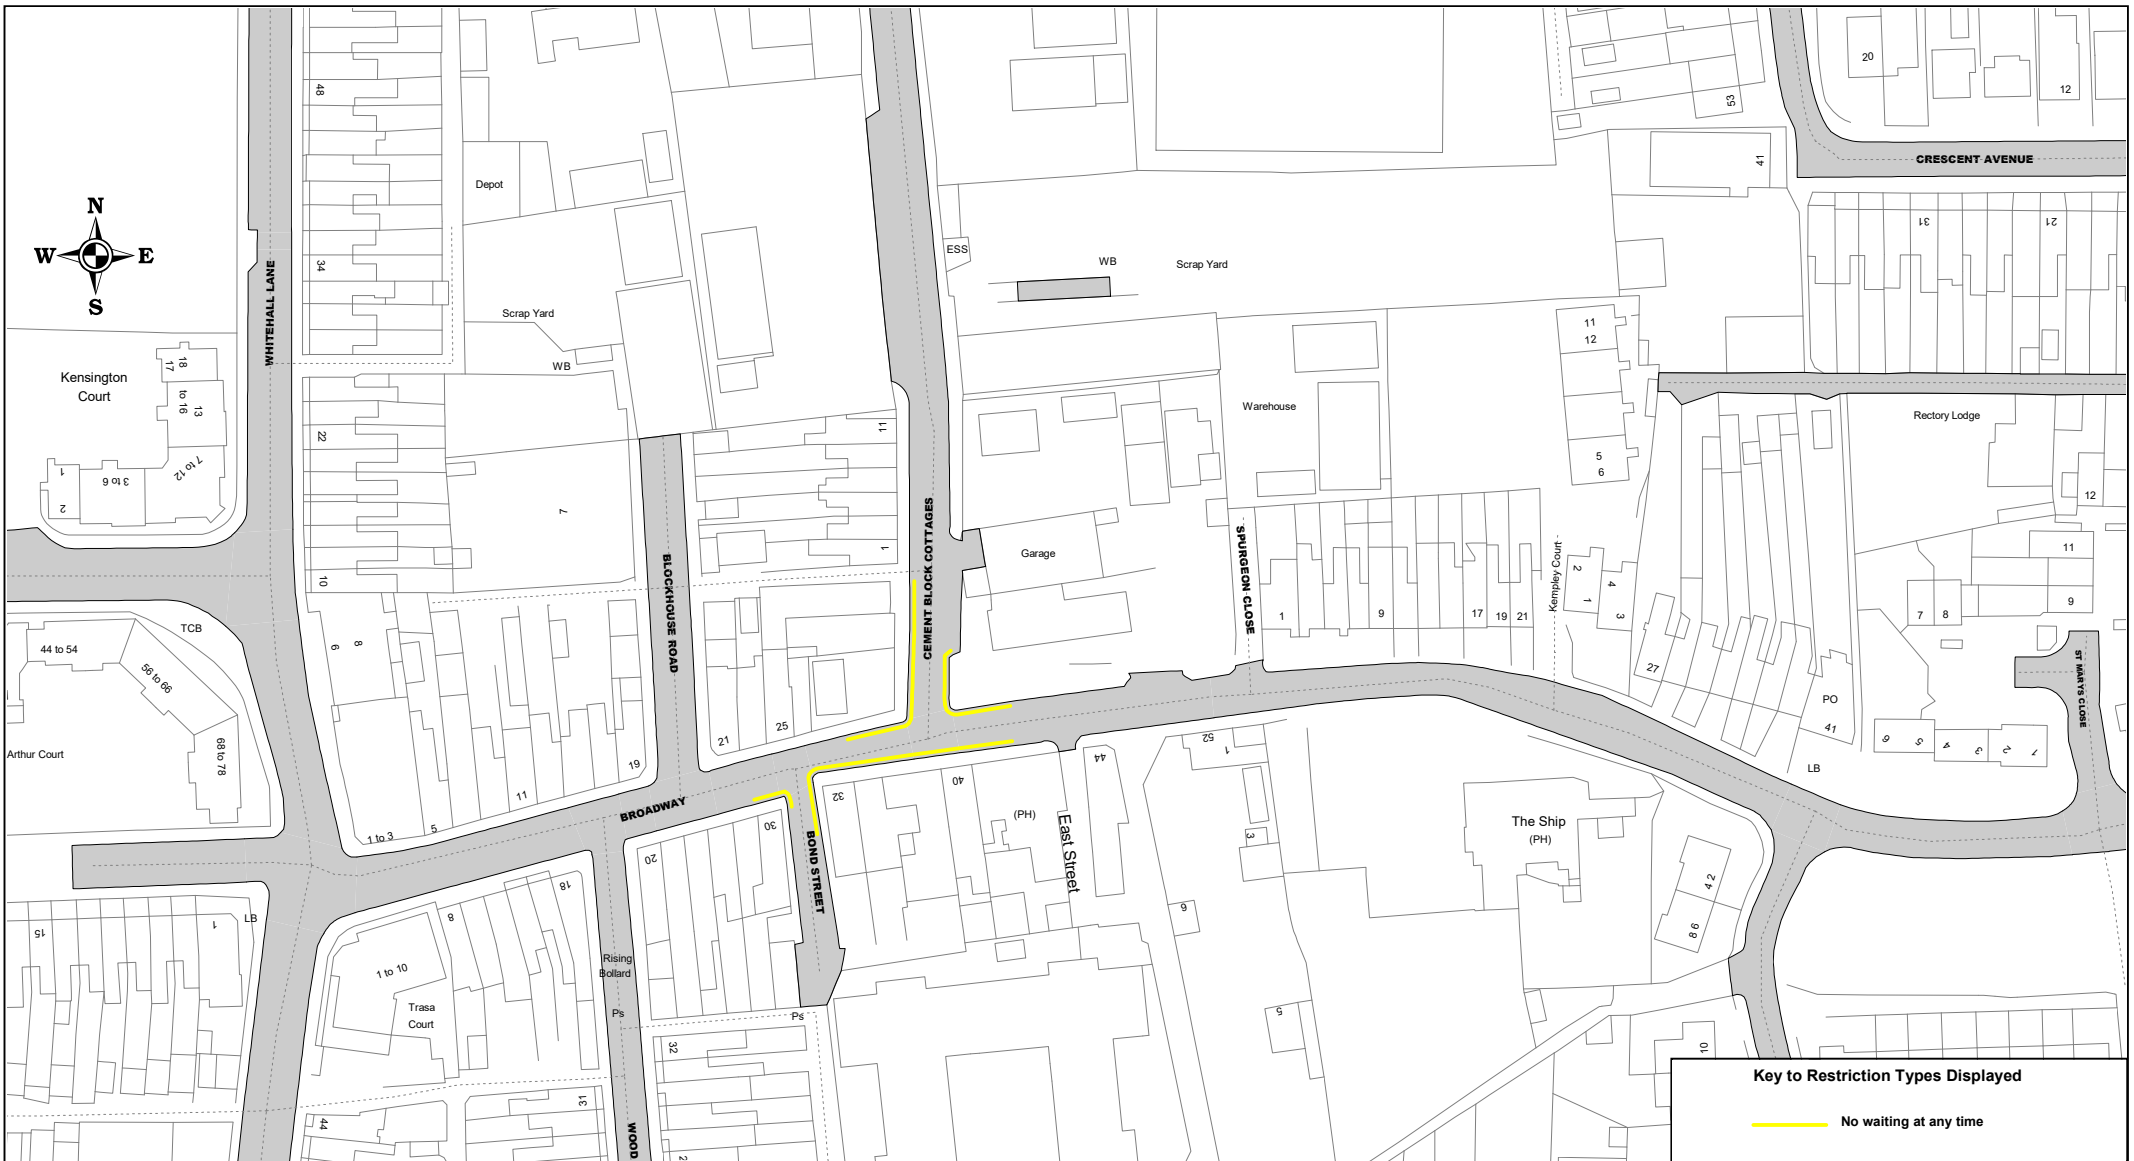 48
20
12
53
41
CRESCENT AVENUE
Depot
N
W E
S
ESS
31
21
34
WB
Scrap Yard
WHITEHALL LANE
Scrap Yard
WB
11
12
Kensington
Court
18
17
13
to 16
22
11
Warehouse
Rectory Lodge
5
6
1
2
3 to 6
7 to 12
7
CEMENT BLOCK COTTAGES
12
1
Garage
SPURGEON CLOSE
Kempley Court
11
10
BLOCKHOUSE ROAD
2
1
4
3
9
TCB
1
9
17
19
21
7
8
44 to 54
6
8
56 to 66
27
ST MARYS CLOSE
PO
41
Arthur Court
68 to 78
21
25
19
52
1
44
6
5
4
3
2
1
LB
11
BROADWAY
32
40
(PH)
East Street
The Ship
(PH)
1 to 3
5
30
BOND STREET
20
3
18
4 2
8 6
15
1
LB
8
6
1 to 10
Rising
Bollard
Trasa
Court
Ps
Ps
5
32
10
44
31
WOOD
2
Key to Restriction Types Displayed
No waiting at any time